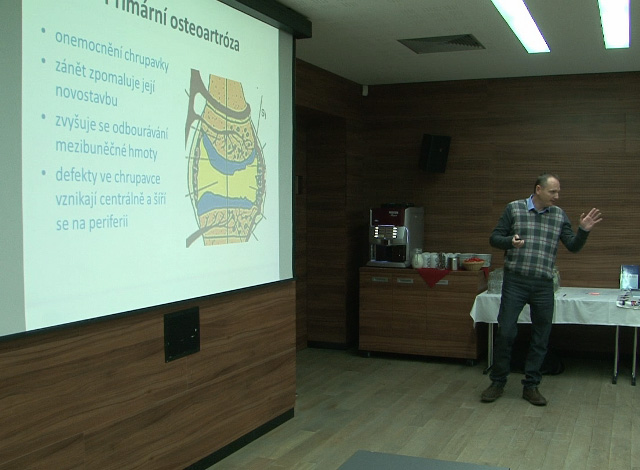 Primární osteoartróza
• onemocnění chrupavky
• zánět zpomaluje její
novostavbu
• zvyšuje se odbourávání
mezibuněčné hmoty
• defekty ve chrupavce
vznikají centrálně a šíří
se na periferii